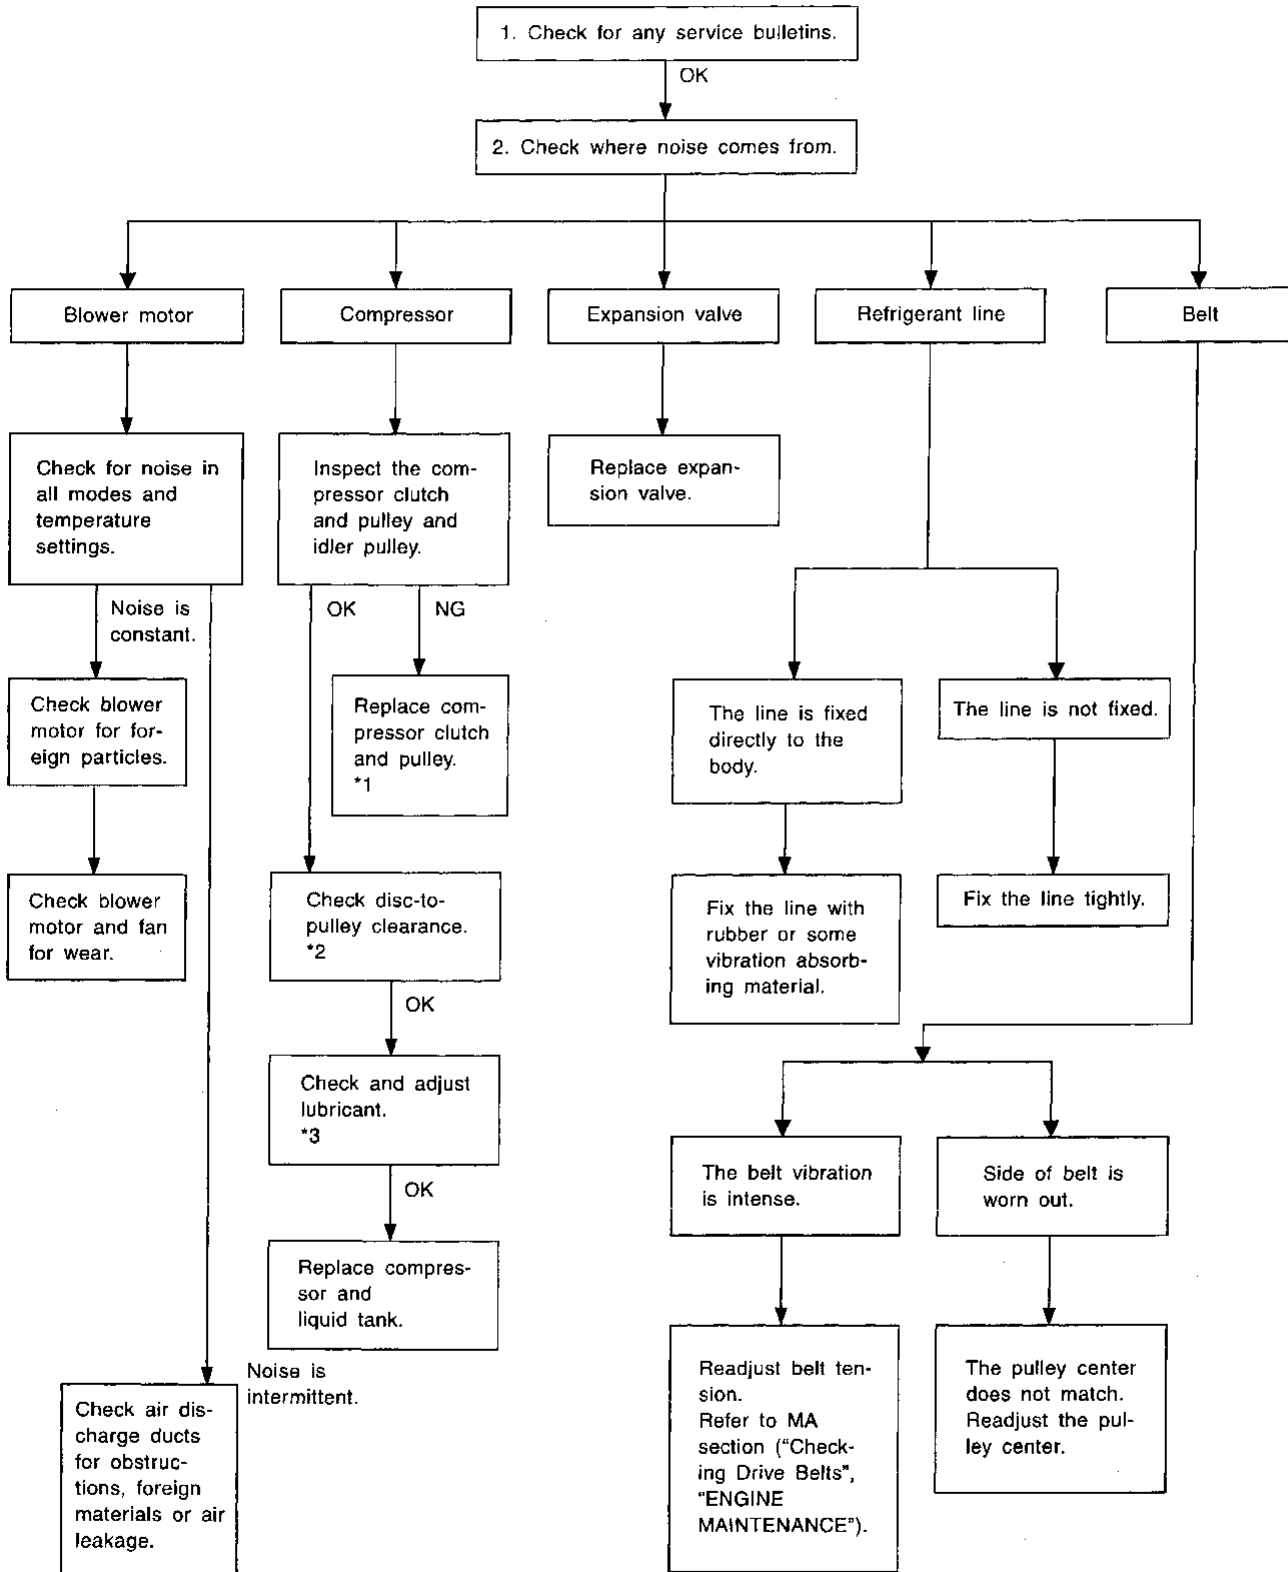 1. Check for any service bulletins.
OK
2. Check where noise comes from.
Blower motor
Compressor
Expansion valve
Refrigerant line
Belt
Check for noise in
all modes and
temperature
settings.
Inspect the com-
pressor clutch
and pulley and
idler pulley.
Replace expan-
sion valve.
Noise is
constant.
OK
NG
Check blower
motor for for-
eign particles.
Replace com-
pressor clutch
and pulley.
*1
The line is fixed
directly to the
body.
The line is not fixed.
Check blower
motor and fan
for wear.
Check disc-to-
pulley clearance.
*2
Fix the line with
rubber or some
vibration absorb-
ing material.
Fix the line tightly.
OK
Check and adjust
lubricant.
*3
OK
The belt vibration
is intense.
Side of belt is
worn out.
Replace compres-
sor and
liquid tank.
Noise is
intermittent.
Check air dis-
charge ducts
for obstruc-
tions, foreign
materials or air
leakage.
Readjust belt ten-
sion.
Refer to MA
section ("Check-
ing Drive Belts",
"ENGINE
MAINTENANCE").
The pulley center
does not match.
Readjust the pul-
ley center.